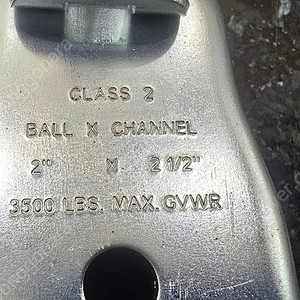 CLASS 2
BALL X CHANNEL
2" X 2 1/2"
3500 LBS. MAX. GVWR